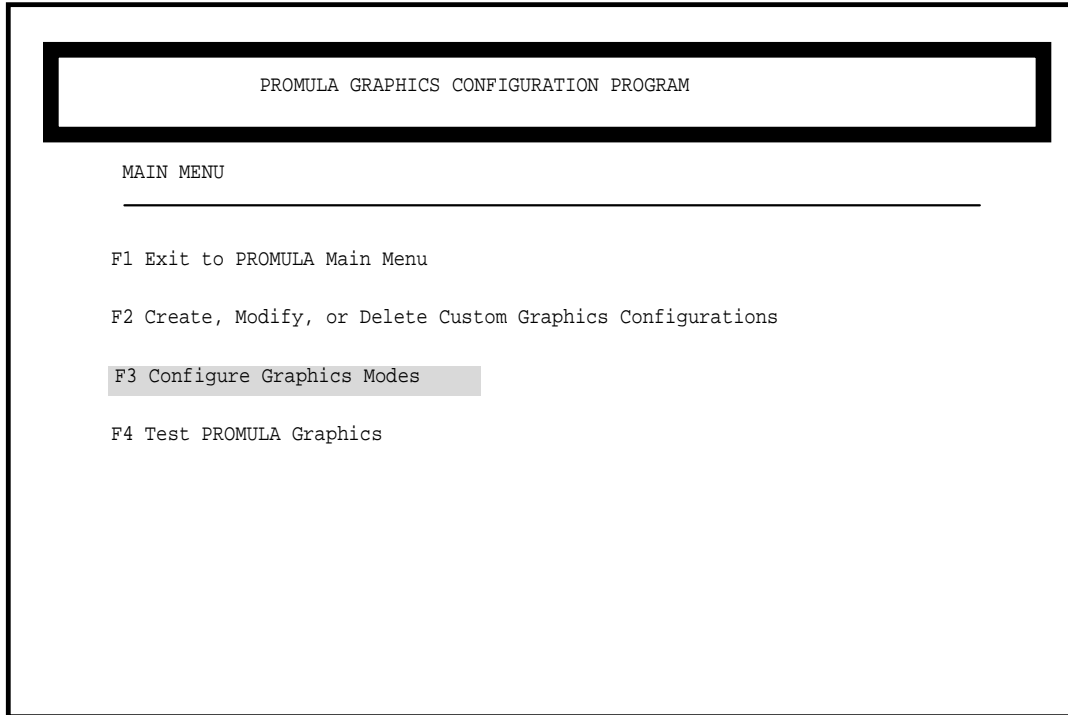 PROMULA GRAPHICS CONFIGURATION PROGRAM
MAIN MENU
F1 Exit to PROMULA Main Menu
F2 Create, Modify, or Delete Custom Graphics Configurations
F3 Configure Graphics Modes
F4 Test PROMULA Graphics